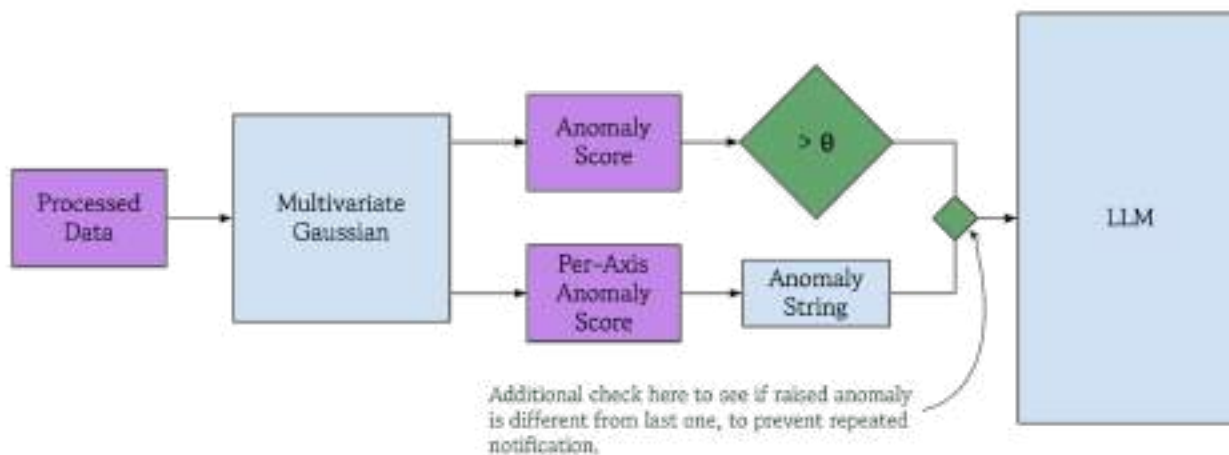 Processed
Data
Multivariate
Gaussian
Anomaly
Score
> θ
Per-Axis
Anomaly
Score
Anomaly
String
LLM
Additional check here to see if raised anomaly
is different from last one, to prevent repeated
notification.